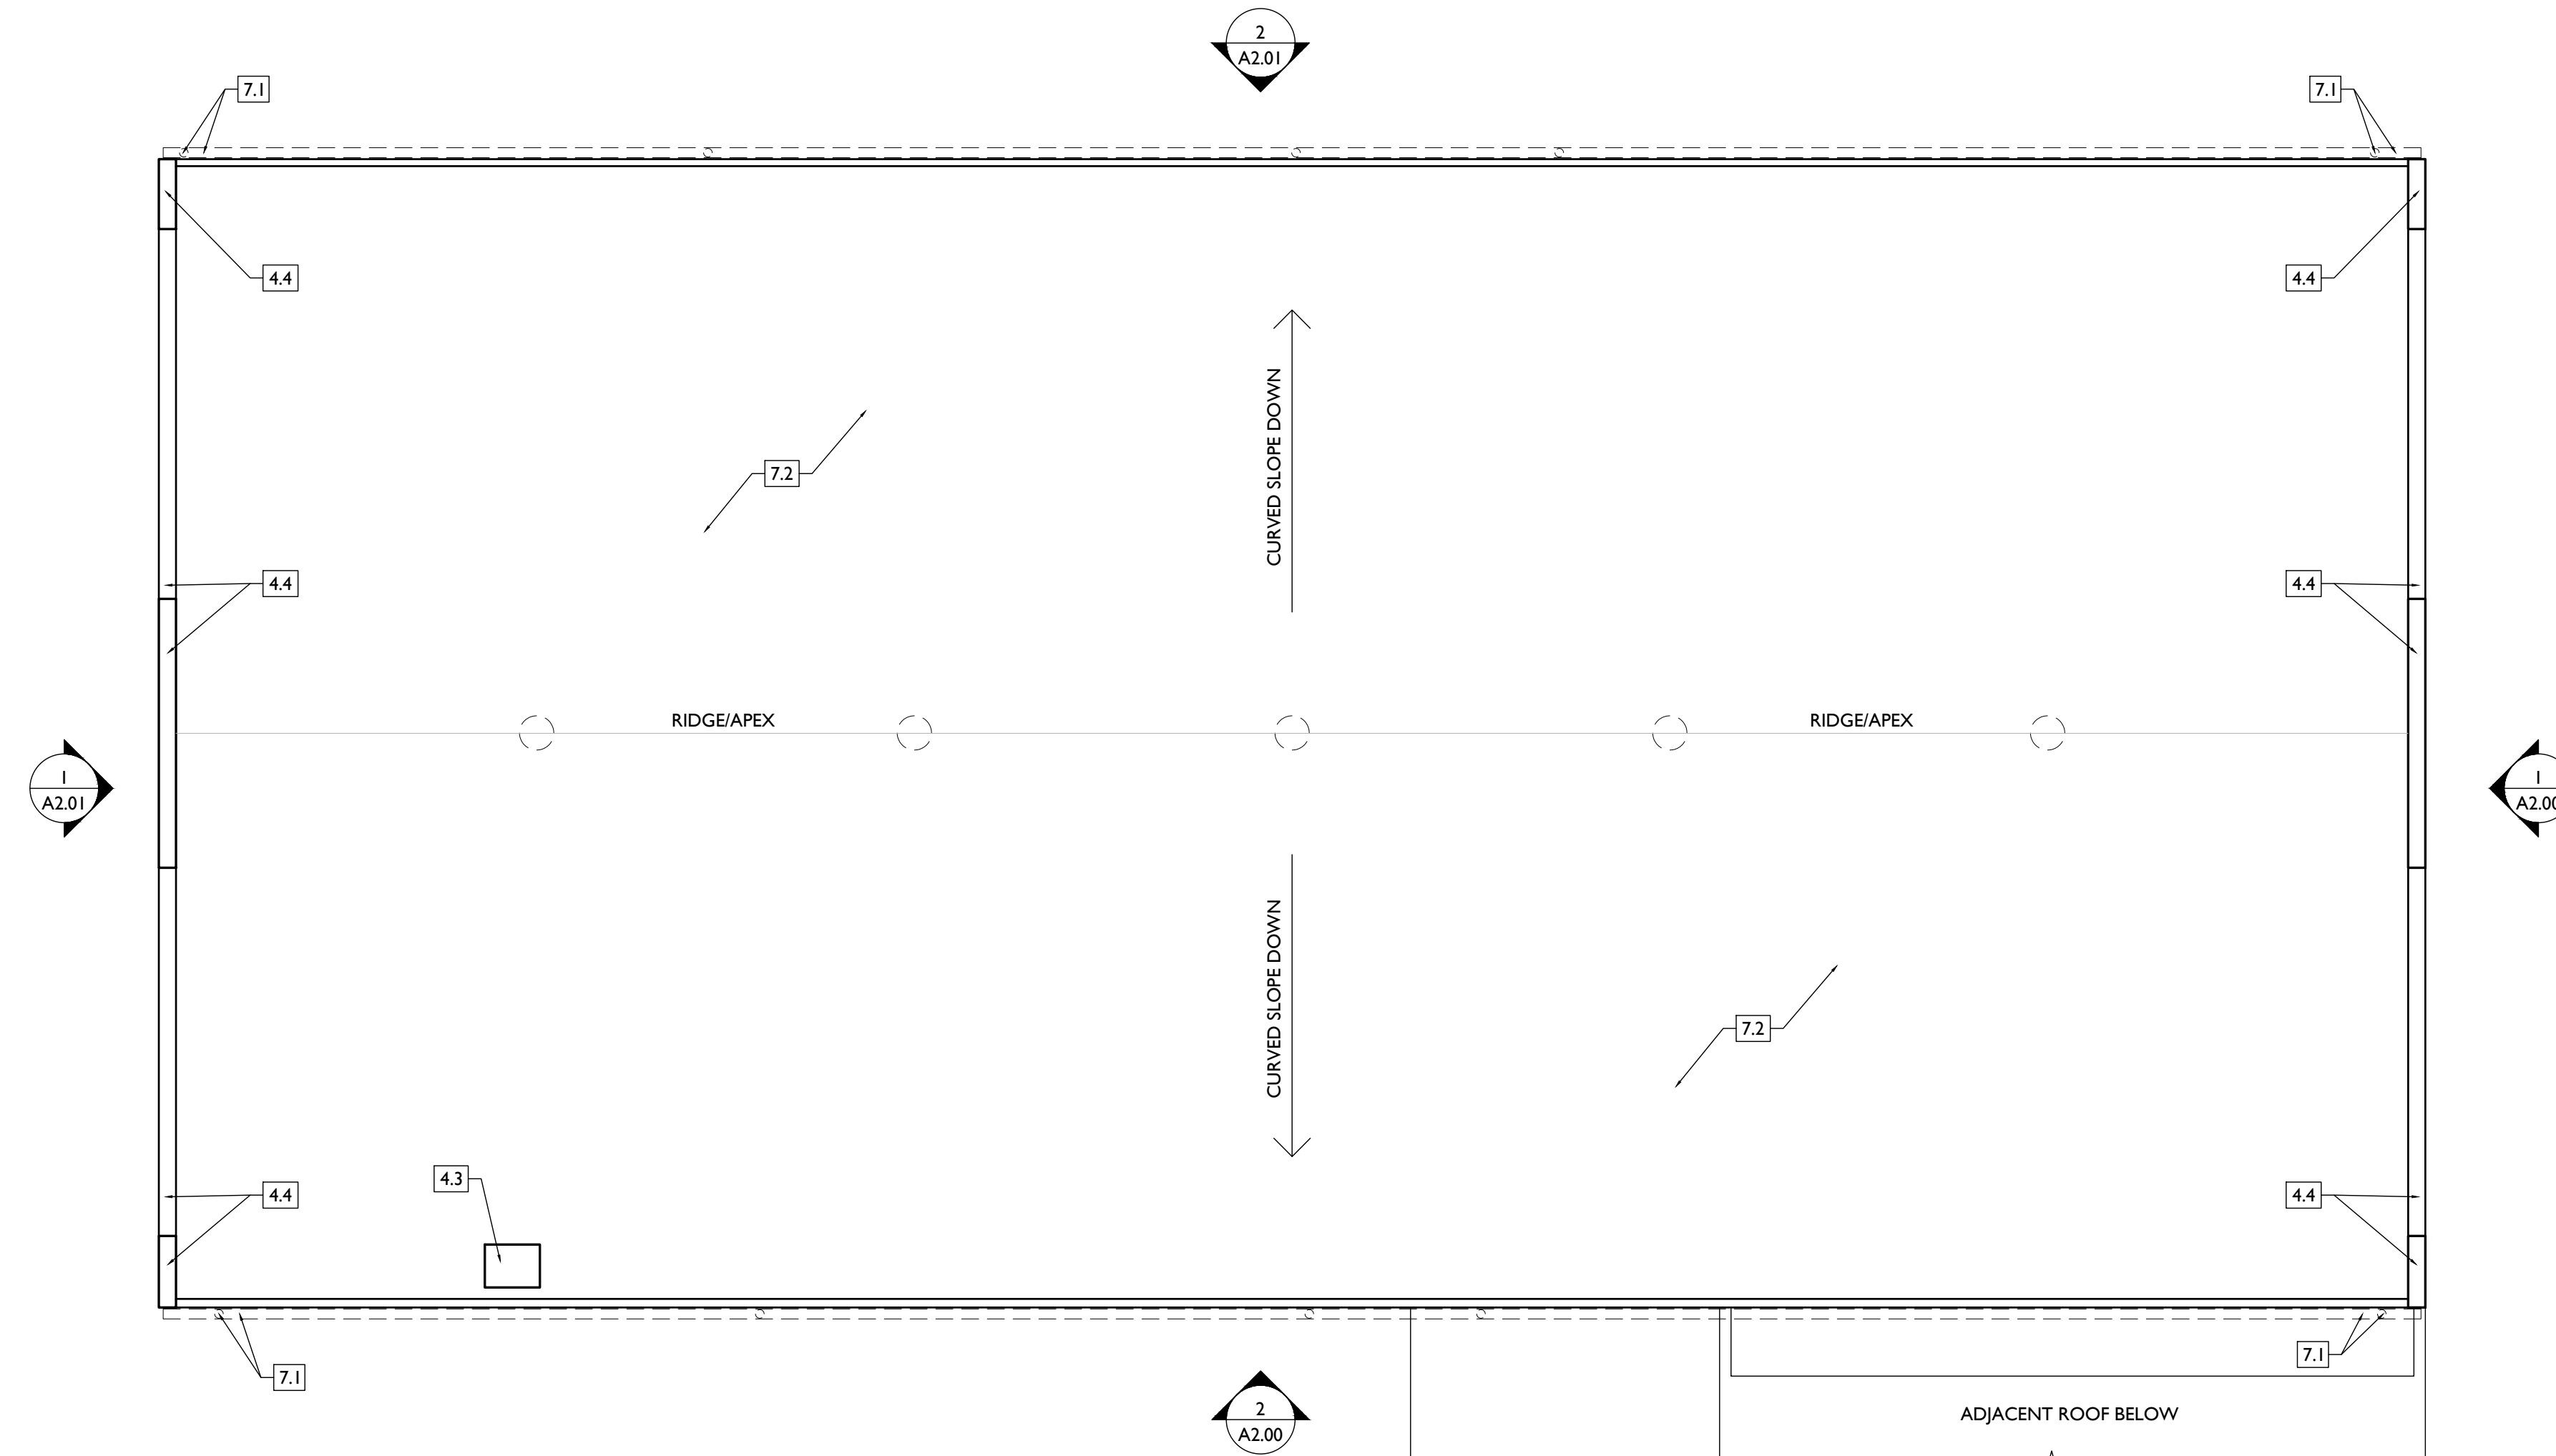 2
A2.01
7.1
7.1
4.4
4.4
CURVED SLOPE DOWN
7.2
4.4
4.4
RIDGE/APEX
RIDGE/APEX
1
A2.01
1
A2.00
CURVED SLOPE DOWN
7.2
4.3
4.4
4.4
7.1
7.1
2
A2.00
ADJACENT ROOF BELOW